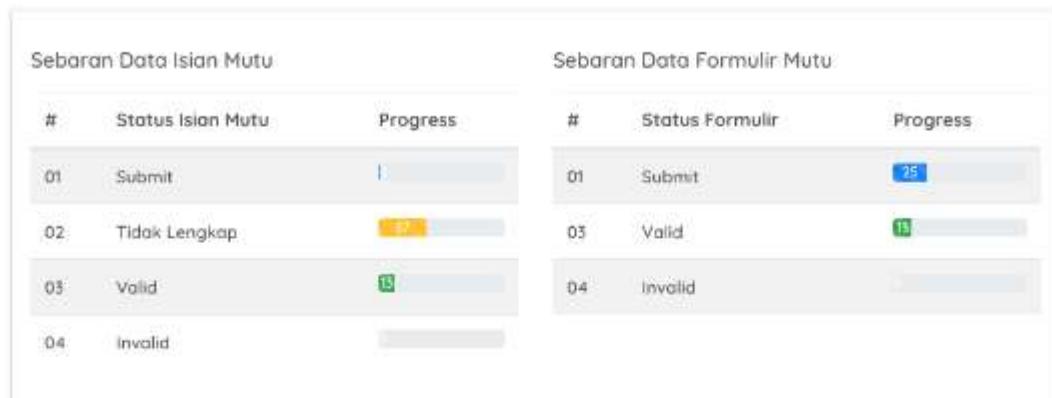 Sebaran Data Isian Mutu
# Status Isian Mutu Progress
01 Submit
02 Tidak Lengkap
03 Valid 13
04 Invalid
Sebaran Data Formulir Mutu
# Status Formulir Progress
01 Submit 25
03 Valid 13
04 Invalid